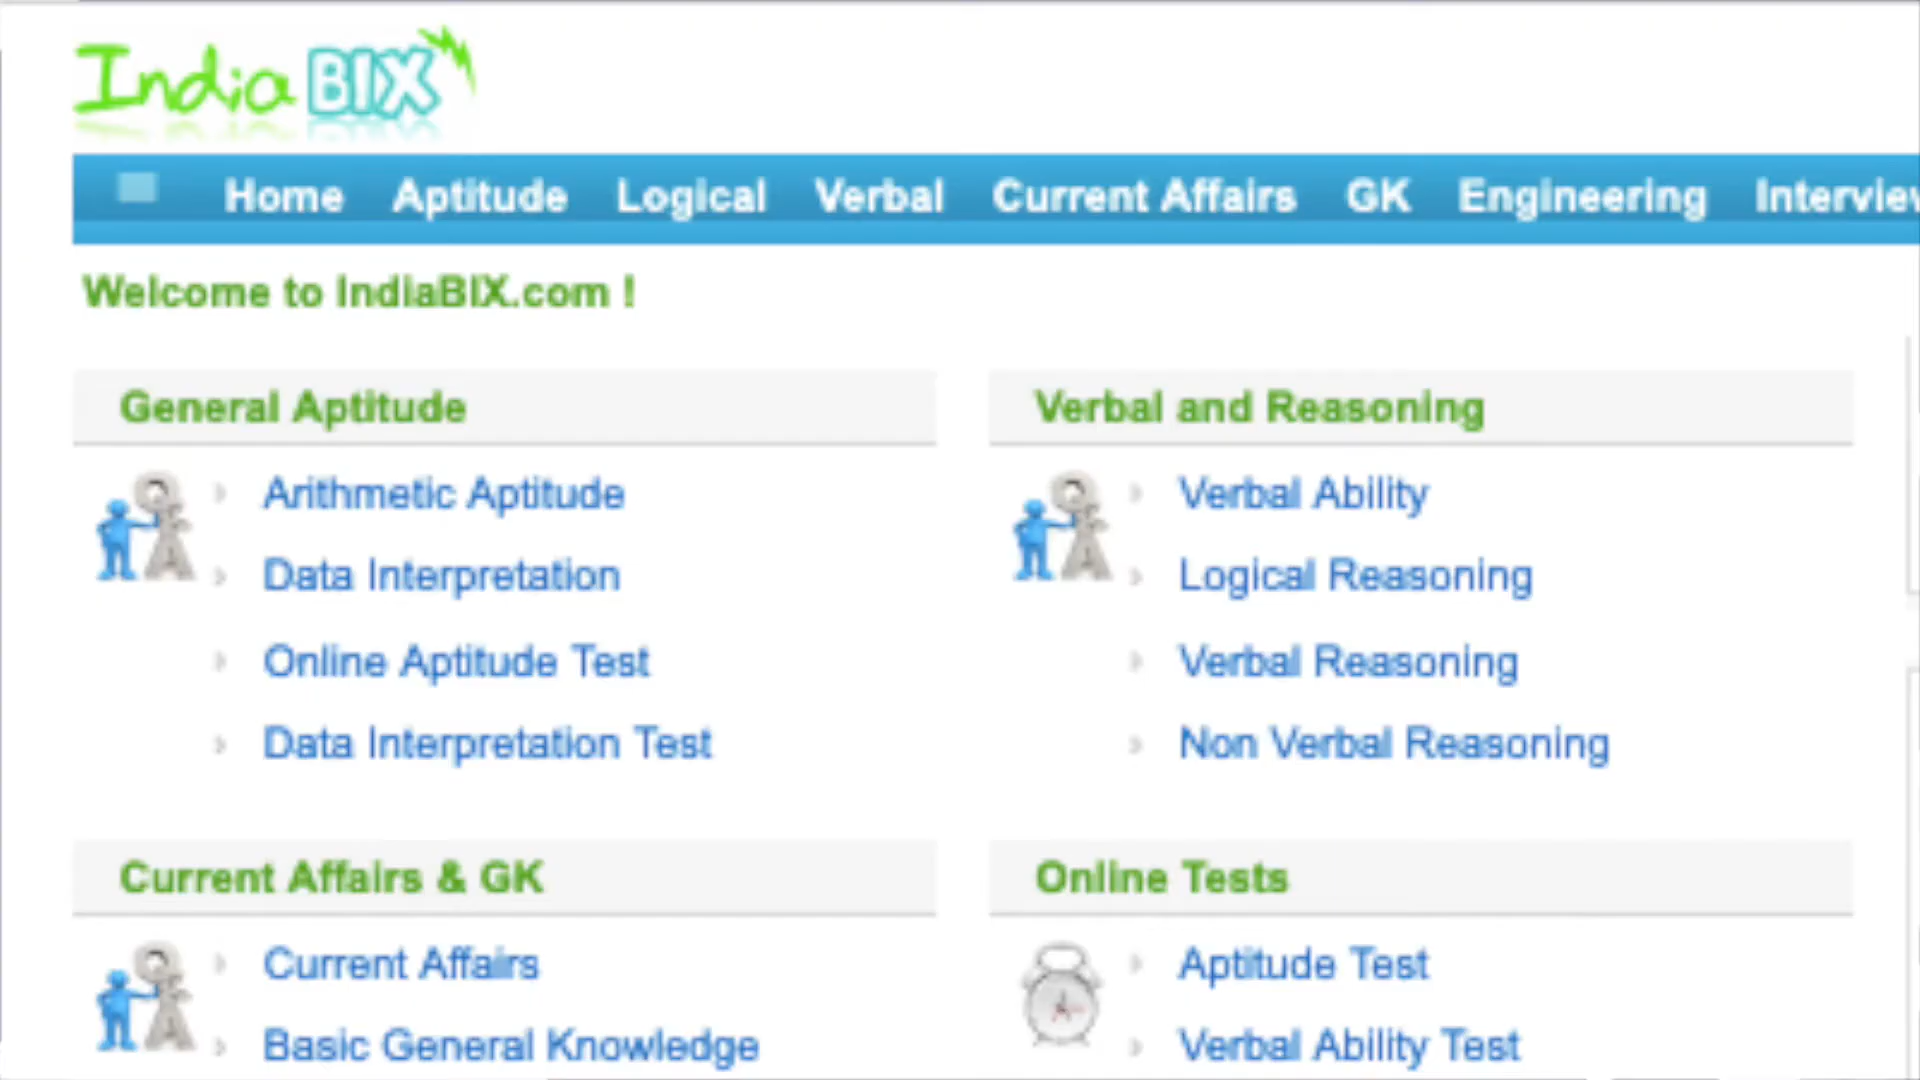 India BIX
Home Aptitude Logical Verbal Current Affairs GK Engineering
Welcome to IndiaBIX.com !
General Aptitude
Arithmetic Aptitude
Data Interpretation
Online Aptitude Test
Data Interpretation Test
Verbal and Reasoning
Verbal Ability
Logical Reasoning
Verbal Reasoning
Non Verbal Reasoning
Current Affairs & GK
Current Affairs
Basic General Knowledge
Online Tests
Aptitude Test
Verbal Ability Test